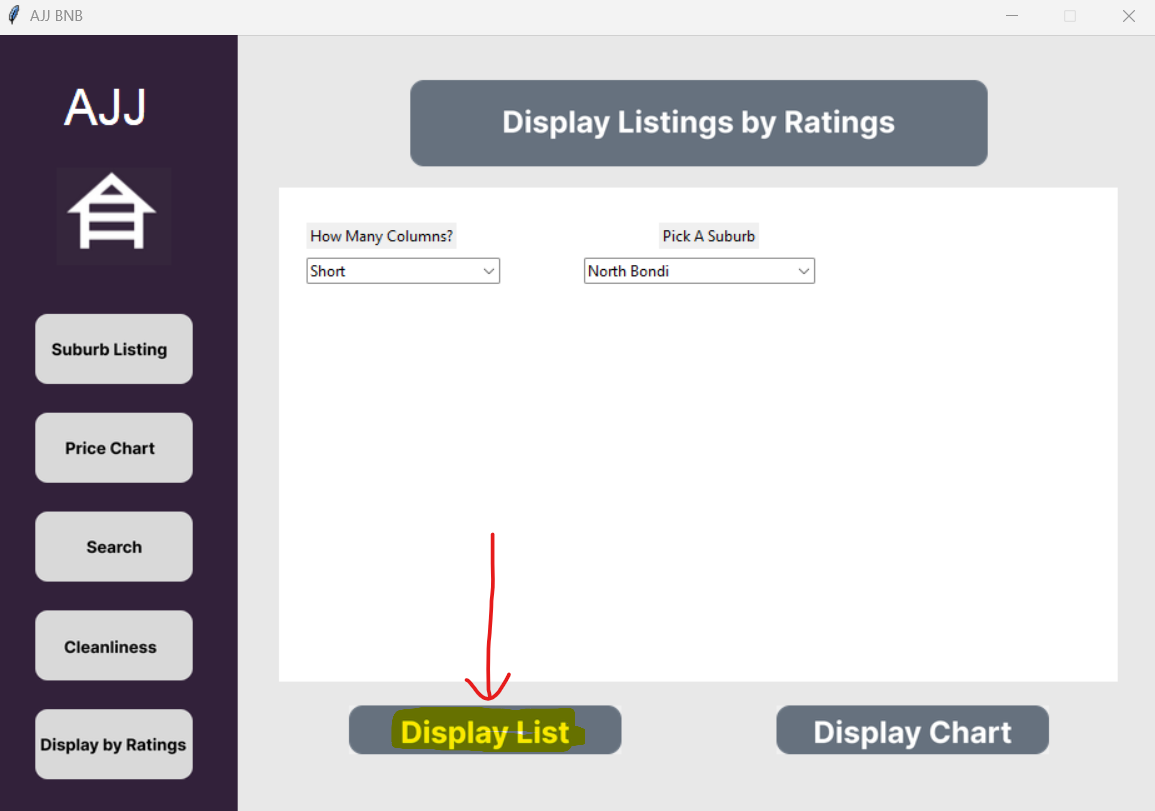 AJJ BNB
AJJ
Suburb Listing
Price Chart
Search
Cleanliness
Display by Ratings
Display Listings by Ratings
How Many Columns?
Pick A Suburb
Short
North Bondi
Display List
Display Chart